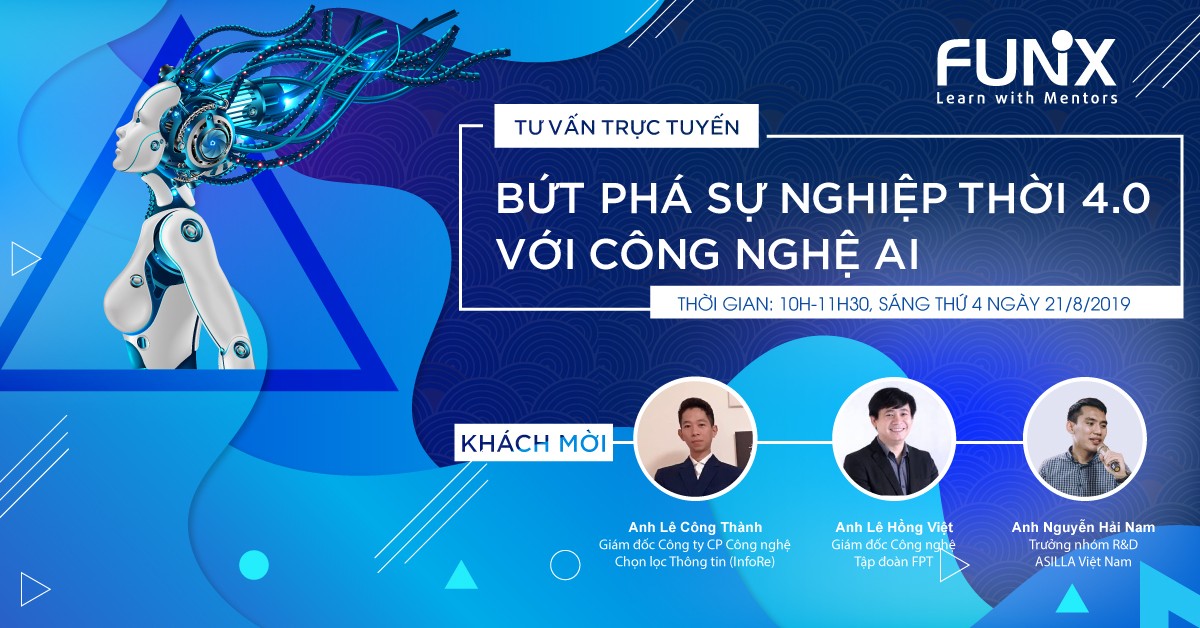 FUNiX
Learn with Mentors
TƯ VẤN TRỰC TUYẾN
BỨT PHÁ SỰ NGHIỆP THỜI 4.0
VỚI CÔNG NGHỆ AI
THỜI GIAN: 10H-11H30, SÁNG THỨ 4 NGÀY 21/8/2019
KHÁCH MỜI
Anh Lê Công Thành
Giám đốc Công ty CP Công nghệ
Chọn lọc Thông tin (InfoRe)
Anh Lê Hồng Việt
Giám đốc Công nghệ
Tập đoàn FPT
Anh Nguyễn Hải Nam
Trưởng nhóm R&D
ASILLA Việt Nam